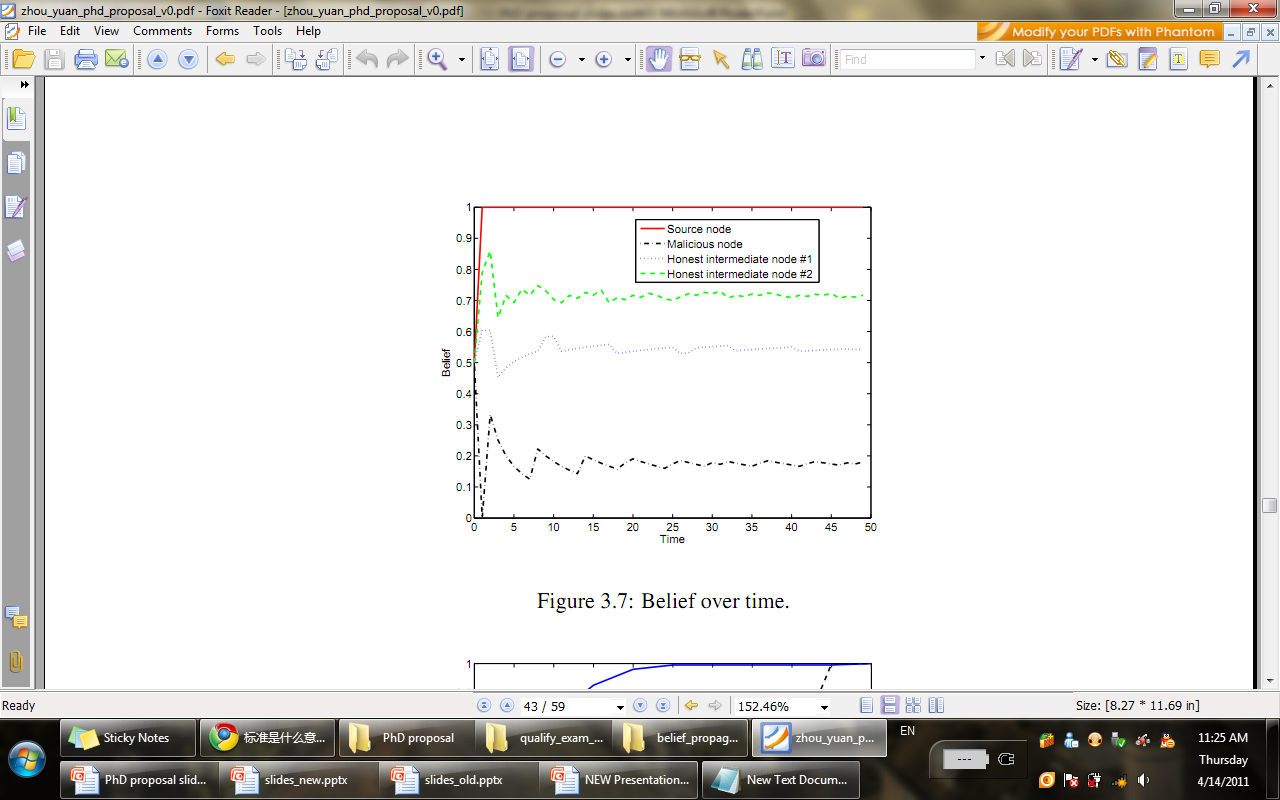 zhou_yuan_phd_proposal_v0.pdf - Foxit Reader - [zhou_yuan_phd_proposal_v0.pdf]
File Edit View Comments Forms Tools Help
Modify your PDFs with Phantom
Find
1
0.9
0.8
0.7
0.6
0.5
0.4
0.3
0.2
0.1
0
Belief
Source node
Malicious node
Honest intermediate node #1
Honest intermediate node #2
0 5 10 15 20 25 30 35 40 45 50
Time
Figure 3.7: Belief over time.
1
Ready
43 / 59
152.46%
Size: [8.27 * 11.69 in]
Sticky Notes
标准是什么意...
PhD proposal
qualify_exam_...
belief_propag...
zhou_yuan_p...
EN
PhD proposal slid...
slides_new.pptx
slides_old.pptx
NEW Presentation...
New Text Docum...
---
11:25 AM
Thursday
4/14/2011